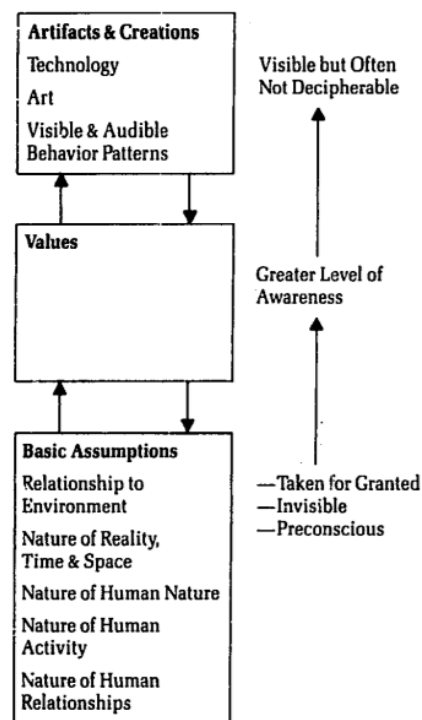 Artifacts & Creations
Technology
Art
Visible & Audible
Behavior Patterns
Visible but Often
Not Decipherable
Values
Greater Level of
Awareness
Basic Assumptions
Relationship to
Environment
Nature of Reality,
Time & Space
Nature of Human Nature
Nature of Human
Activity
Nature of Human
Relationships
—Taken for Granted
—Invisible
—Preconscious